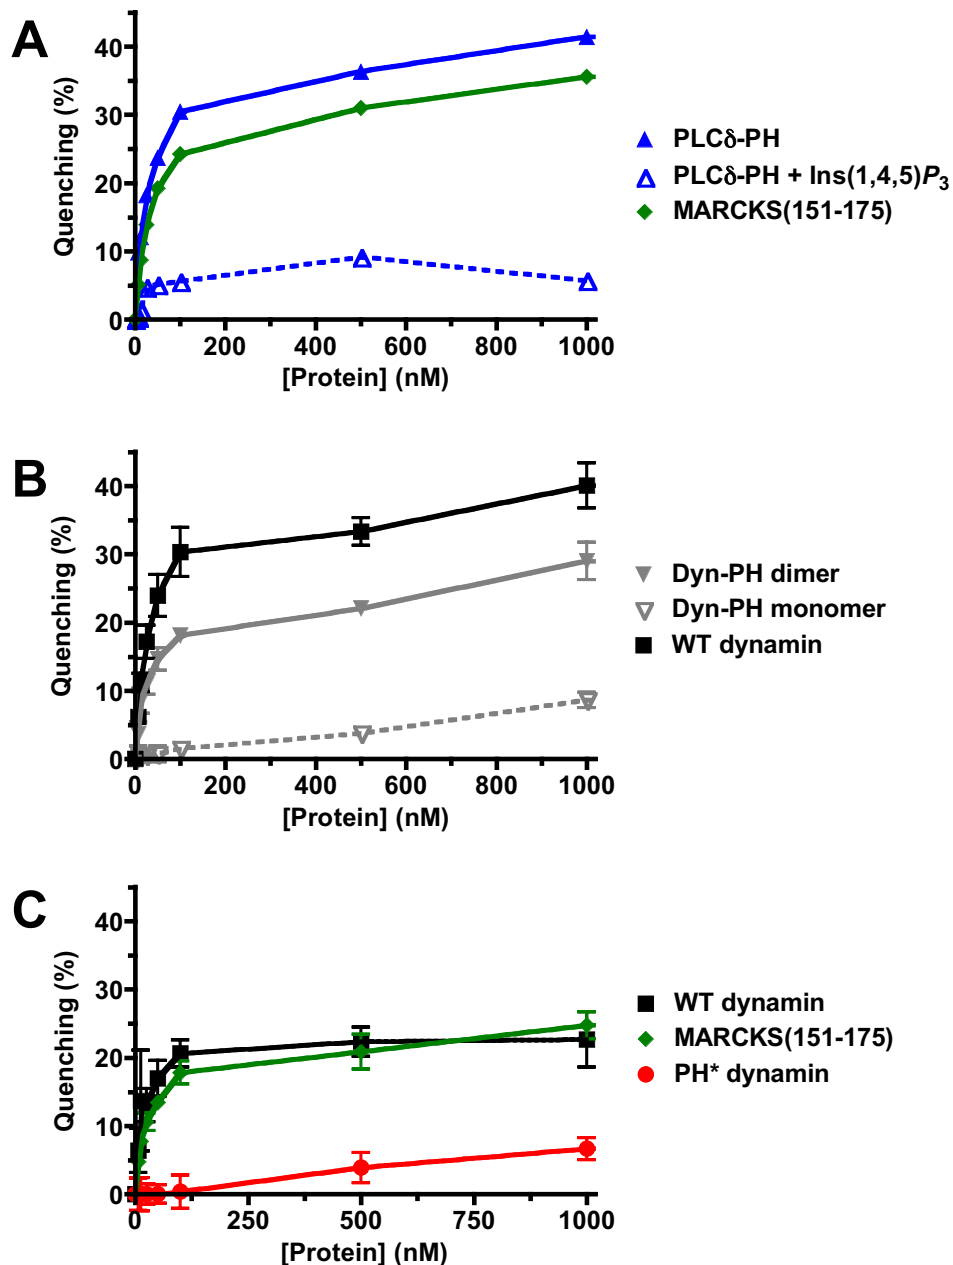 A
Quenching (%)
40
30
20
10
0
0 200 400 600 800 1000
[Protein] (nM)
PLCδ-PH
PLCδ-PH + Ins(1,4,5)P3
MARCKS(151-175)
B
Quenching (%)
40
30
20
10
0
0 200 400 600 800 1000
[Protein] (nM)
Dyn-PH dimer
Dyn-PH monomer
WT dynamin
C
Quenching (%)
40
30
20
10
0
0 250 500 750 1000
[Protein] (nM)
WT dynamin
MARCKS(151-175)
PH* dynamin